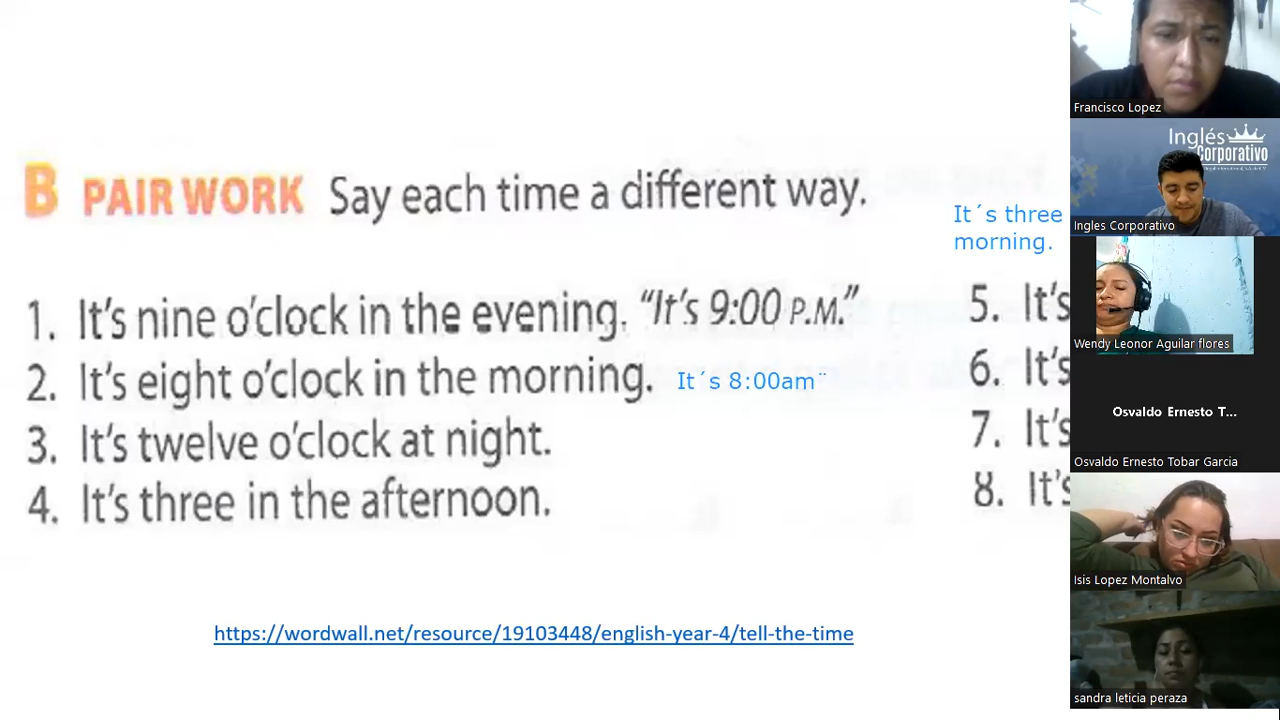 B PAIR WORK Say each time a different way.
It´s three
morning.
1. It's nine o'clock in the evening. “It's 9:00 P.M.”
2. It's eight o'clock in the morning. It´s 8:00am¨
3. It's twelve o'clock at night.
4. It's three in the afternoon.
5. It's
6. It's
7. It's
8. It's
https://wordwall.net/resource/19103448/english-year-4/tell-the-time
Francisco Lopez
Inglés
Corporativo
Ingles Corporativo
Wendy Leonor Aguilar flores
Osvaldo Ernesto T...
Osvaldo Ernesto Tobar Garcia
Isis Lopez Montalvo
sandra leticia peraza